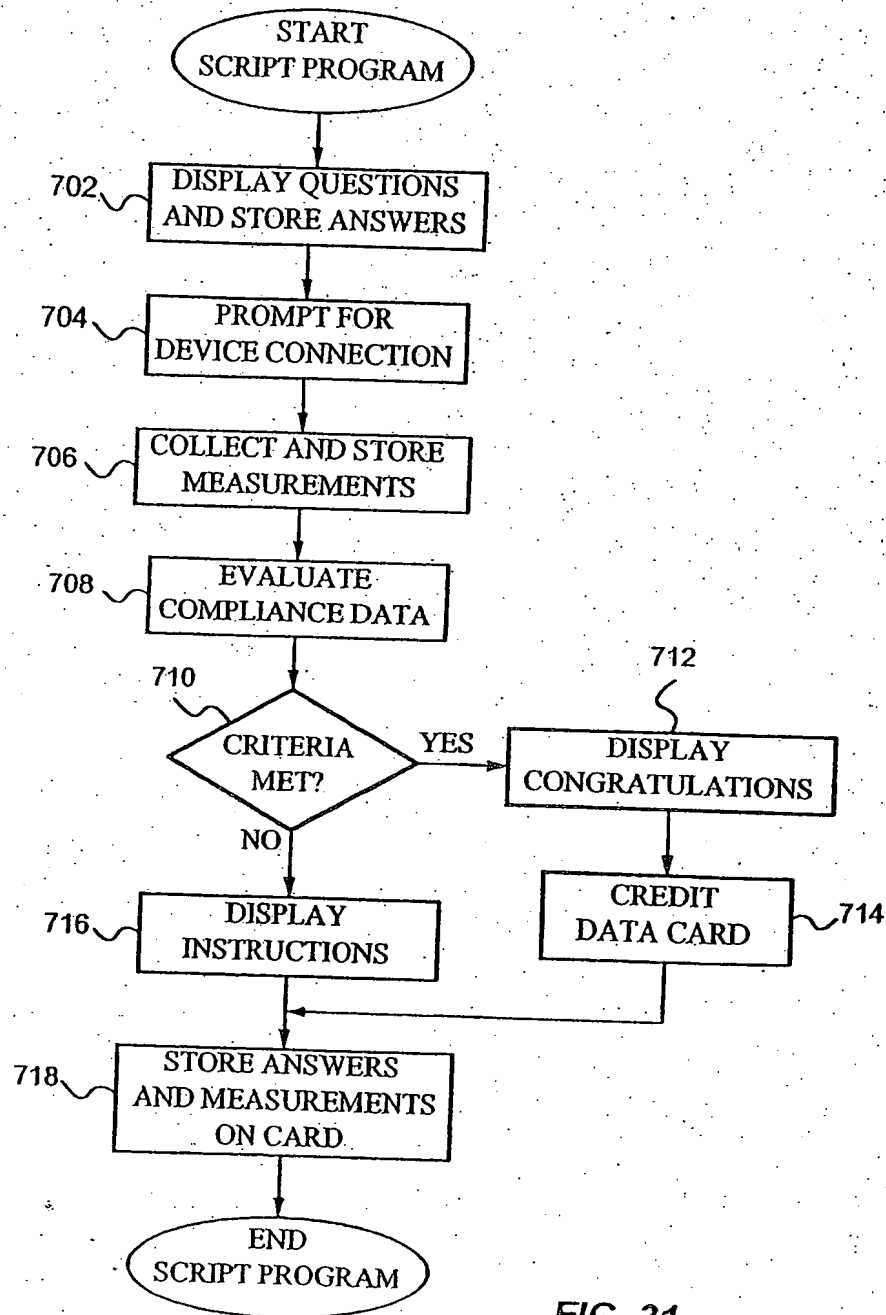 START
SCRIPT PROGRAM
702
DISPLAY QUESTIONS
AND STORE ANSWERS
704
PROMPT FOR
DEVICE CONNECTION
706
COLLECT AND STORE
MEASUREMENTS
708
EVALUATE
COMPLIANCE DATA
710
CRITERIA
MET?
YES
712
DISPLAY
CONGRATULATIONS
NO
716
DISPLAY
INSTRUCTIONS
CREDIT
DATA CARD
714
718
STORE ANSWERS
AND MEASUREMENTS
ON CARD
END
SCRIPT PROGRAM
FIG. 21